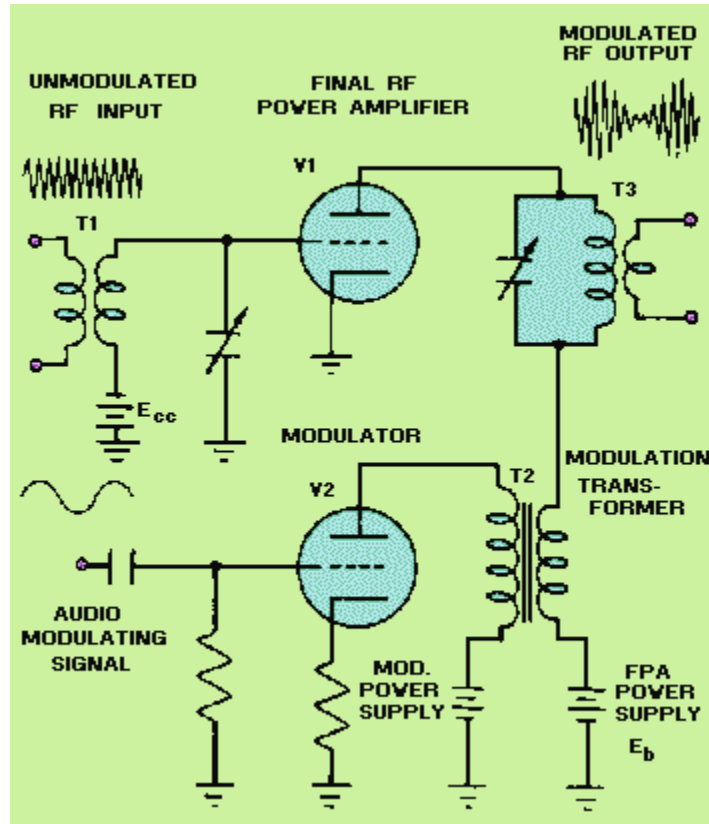 UNMODULATED
RF INPUT
FINAL RF
POWER AMPLIFIER
MODULATED
RF OUTPUT
V1
T1
T3
Ecc
MODULATOR
V2
T2
MODULATION
TRANS-
FORMER
AUDIO
MODULATING
SIGNAL
MOD.
POWER
SUPPLY
FPA
POWER
SUPPLY
Eb